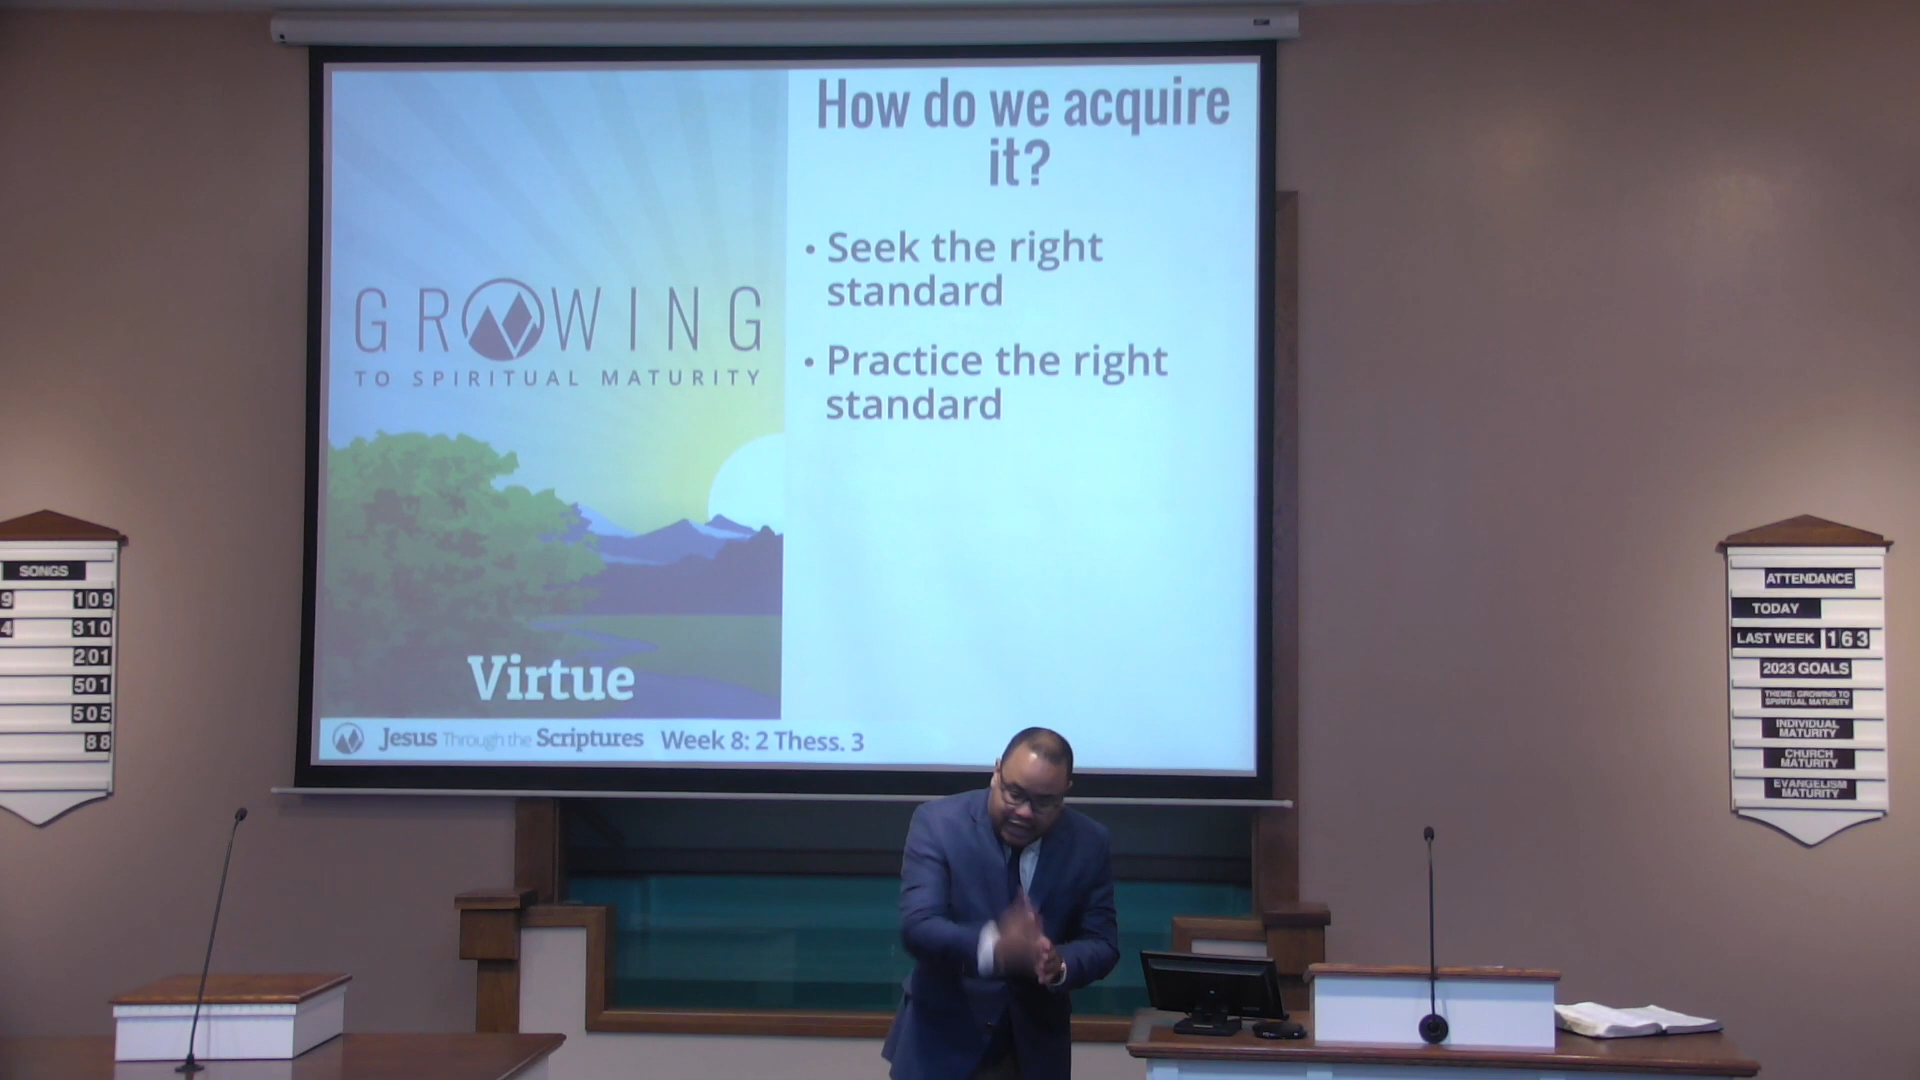 How do we acquire
it?
• Seek the right
standard
• Practice the right
standard
GROWING
TO SPIRITUAL MATURITY
Virtue
Jesus Through the Scriptures Week 8: 2 Thess. 3
SONGS
9 109
4 310
201
501
505
88
ATTENDANCE
TODAY
LAST WEEK 163
2023 GOALS
THEME: GROWING TO
SPIRITUAL MATURITY
INDIVIDUAL
MATURITY
CHURCH
MATURITY
EVANGELISM
MATURITY